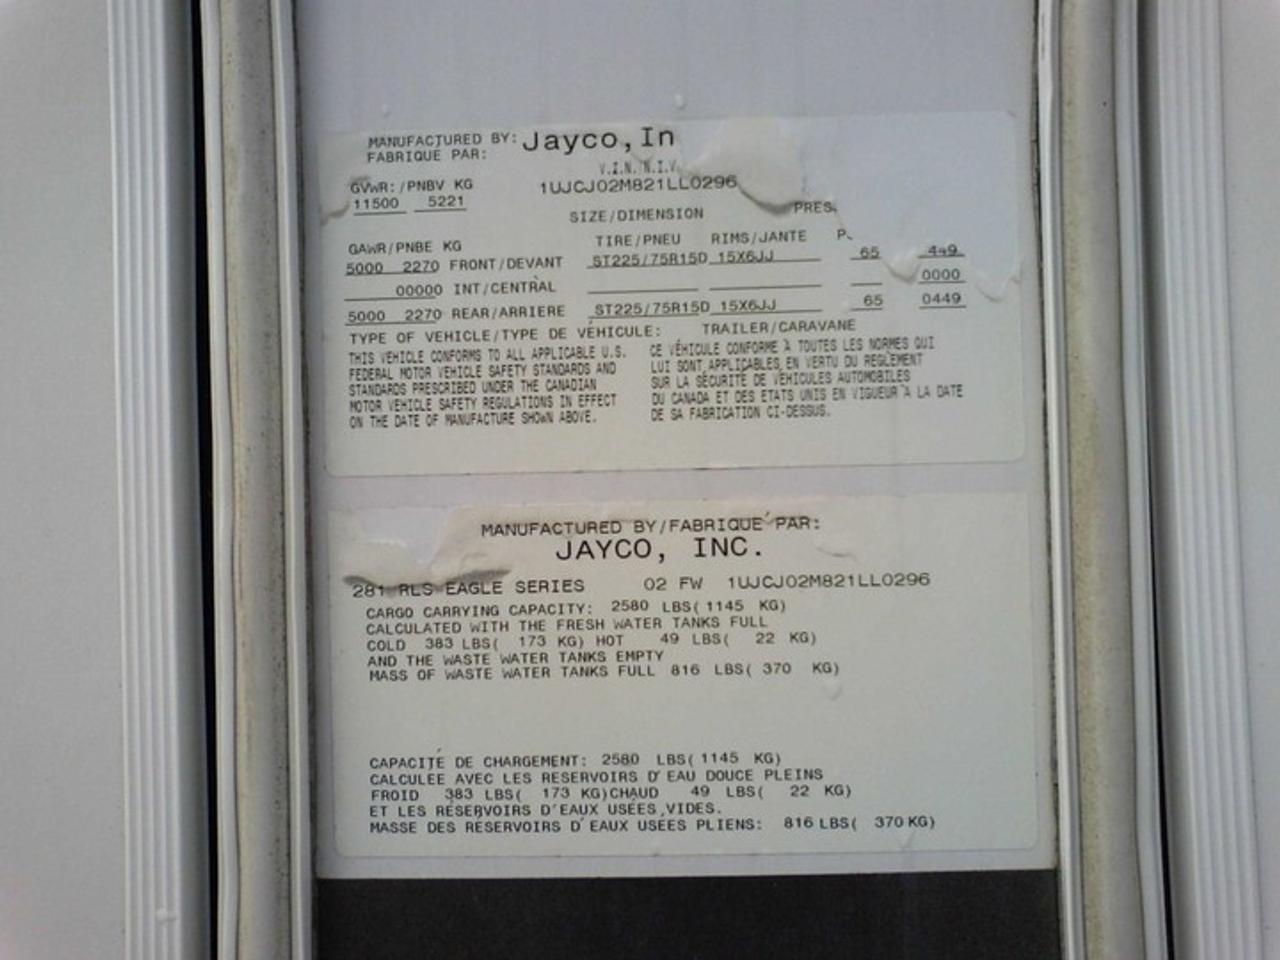 MANUFACTURED BY: Jayco, In
FABRIQUE PAR:
V.I.N. N.I.V
GVWR: /PNBV KG 1UJCJ02M821LL0296
11500 5221
SIZE/DIMENSION PRES
GAWR/PNBE KG TIRE/PNEU RIMS/JANTE P
5000 2270 FRONT/DEVANT ST225/75R15D 15X6JJ 65 449
00000 INT/CENTRAL 0000
5000 2270 REAR/ARRIERE ST225/75R15D 15X6JJ 65 0449
TYPE OF VEHICLE/TYPE DE VÉHICULE: TRAILER/CARAVANE
THIS VEHICLE CONFORMS TO ALL APPLICABLE U.S.
FEDERAL MOTOR VEHICLE SAFETY STANDARDS AND
STANDARDS PRESCRIBED UNDER THE CANADIAN
MOTOR VEHICLE SAFETY REGULATIONS IN EFFECT
ON THE DATE OF MANUFACTURE SHOWN ABOVE.
CE VÉHICULE CONFORME À TOUTES LES NORMES QUI
LUI SONT APPLICABLES EN VERTU DU REGLEMENT
SUR LA SÉCURITÉ DE VÉHICULES AUTOMOBILES
DU CANADA ET DES ETATS UNIS EN VIGUEUR À LA DATE
DE SA FABRICATION CI-DESSUS.
MANUFACTURED BY/FABRIQUÉ PAR:
JAYCO, INC.
281 RLS EAGLE SERIES 02 FW 1UJCJ02M821LL0296
CARGO CARRYING CAPACITY: 2580 LBS( 1145 KG)
CALCULATED WITH THE FRESH WATER TANKS FULL
COLD 383 LBS( 173 KG) HOT 49 LBS( 22 KG)
AND THE WASTE WATER TANKS EMPTY
MASS OF WASTE WATER TANKS FULL 816 LBS( 370 KG)
CAPACITÉ DE CHARGEMENT: 2580 LBS( 1145 KG)
CALCULEE AVEC LES RESERVOIRS D'EAU DOUCE PLEINS
FROID 383 LBS( 173 KG)CHAUD 49 LBS( 22 KG)
ET LES RÉSERVOIRS D'EAUX USÉES VIDES.
MASSE DES RESERVOIRS D'EAUX USEES PLIENS: 816 LBS( 370 KG)